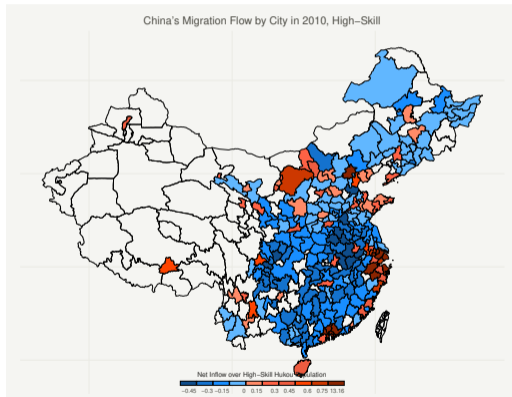 China's Migration Flow by City in 2010, High−Skill
Net Inflow over High−Skill Hukou Population
−0.45 −0.3 −0.15 0 0.15 0.3 0.45 0.6 0.75 13.16